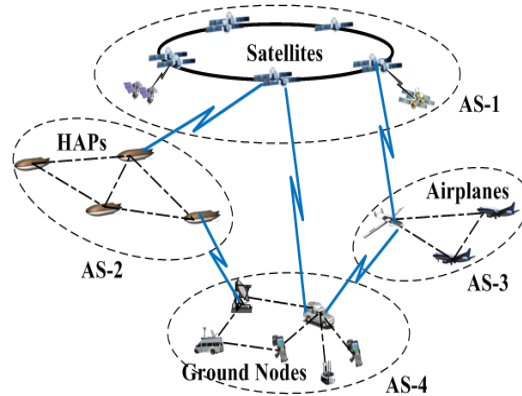 Satellites
AS-1
HAPs
Airplanes
AS-2
AS-3
Ground Nodes
AS-4